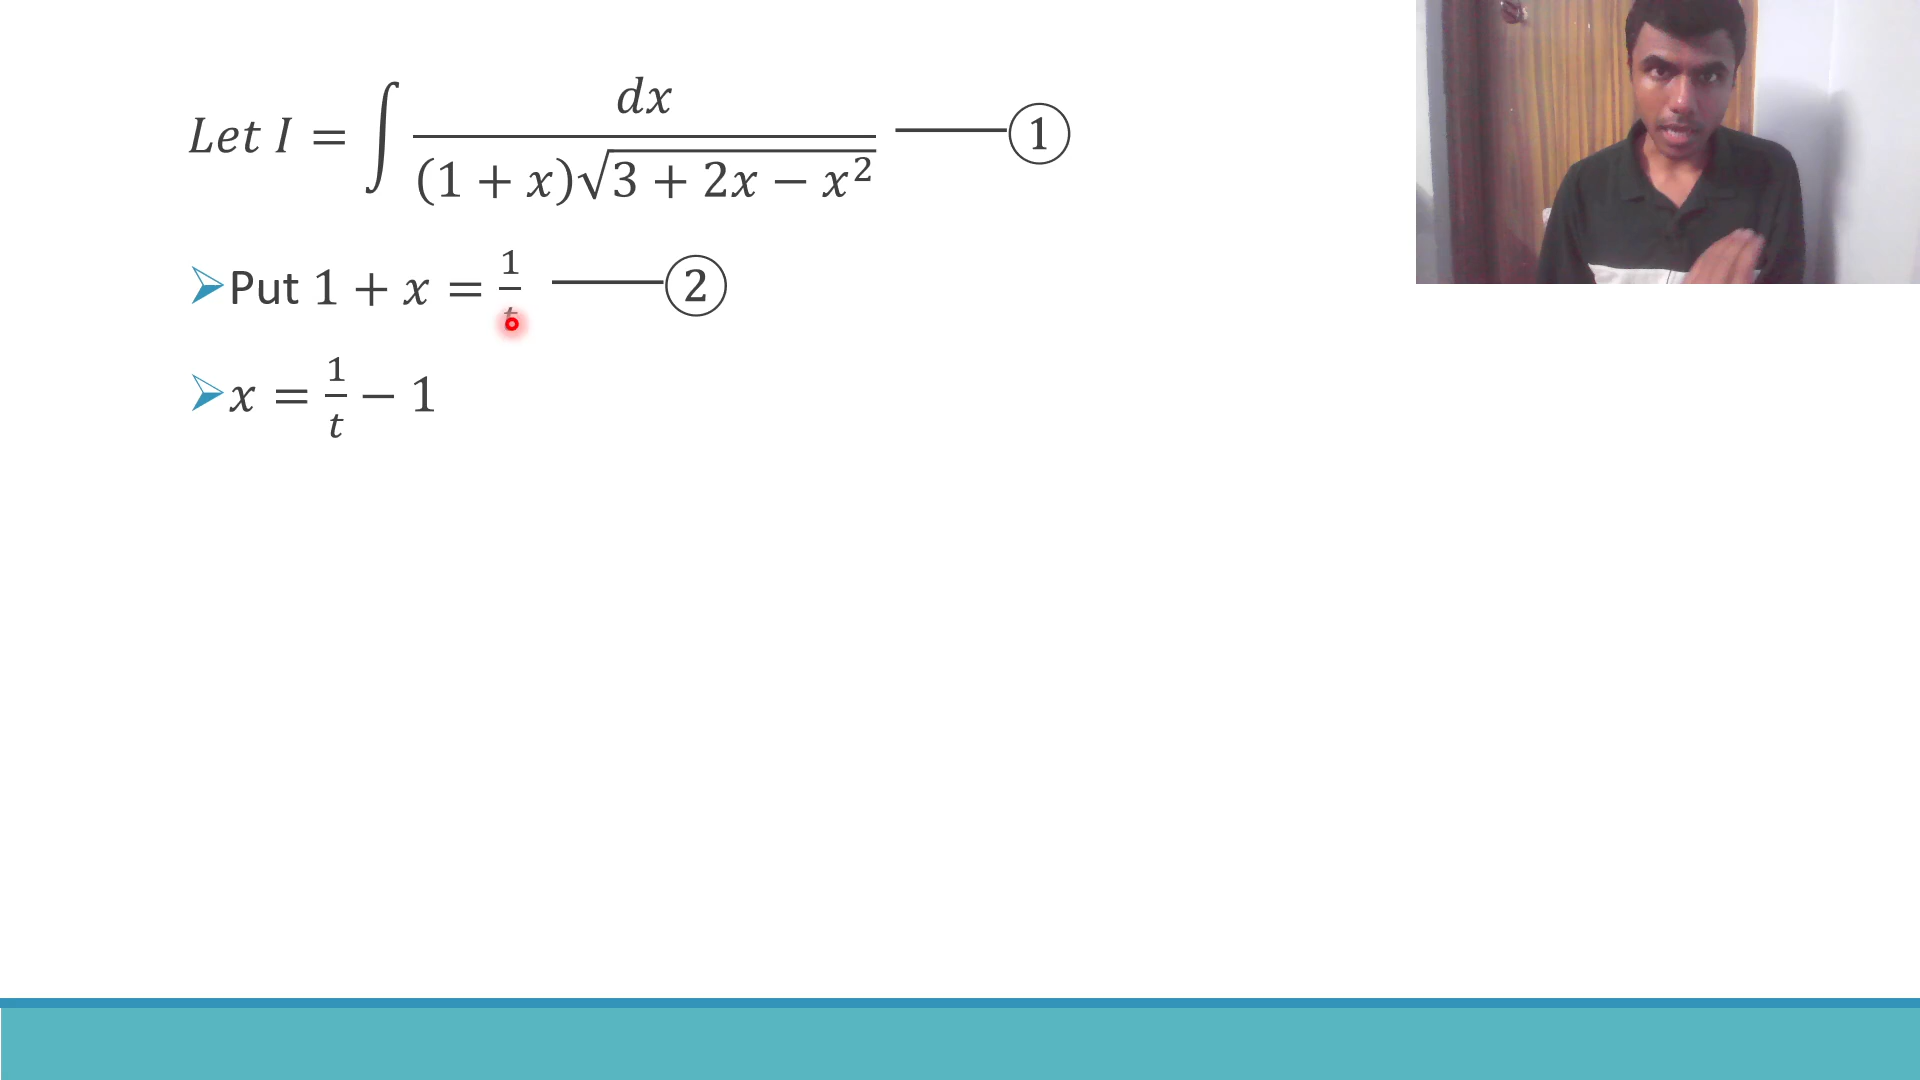 Let I = ∫ dx / (1 + x)√(3 + 2x − x²) —— ①
➢Put 1 + x = 1/t —— ②
➢x = 1/t − 1